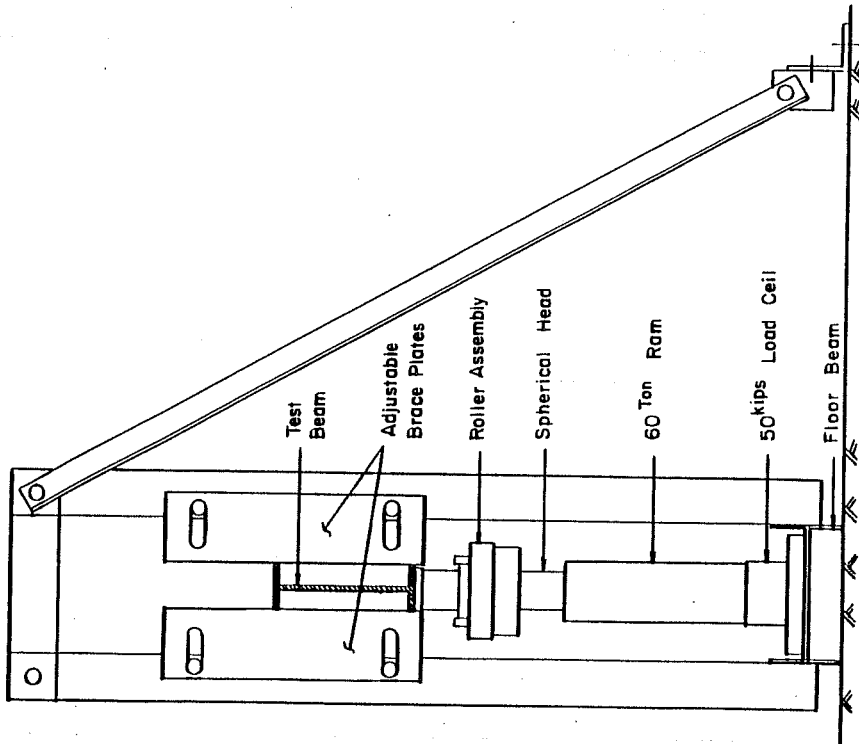 Test
Beam
Adjustable
Brace Plates
Roller Assembly
Spherical Head
60 Ton Ram
50 kips Load Ceil
Floor Beam